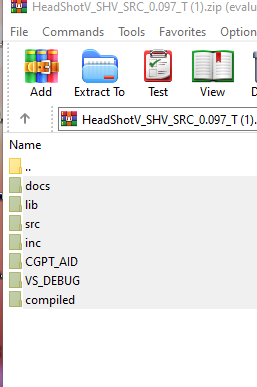 HeadShotV_SHV_SRC_0.097_T (1).zip (evalu
File Commands Tools Favorites Option
Add Extract To Test View D
HeadShotV_SHV_SRC_0.097_T (1).
Name
..
docs
lib
src
inc
CGPT_AID
VS_DEBUG
compiled